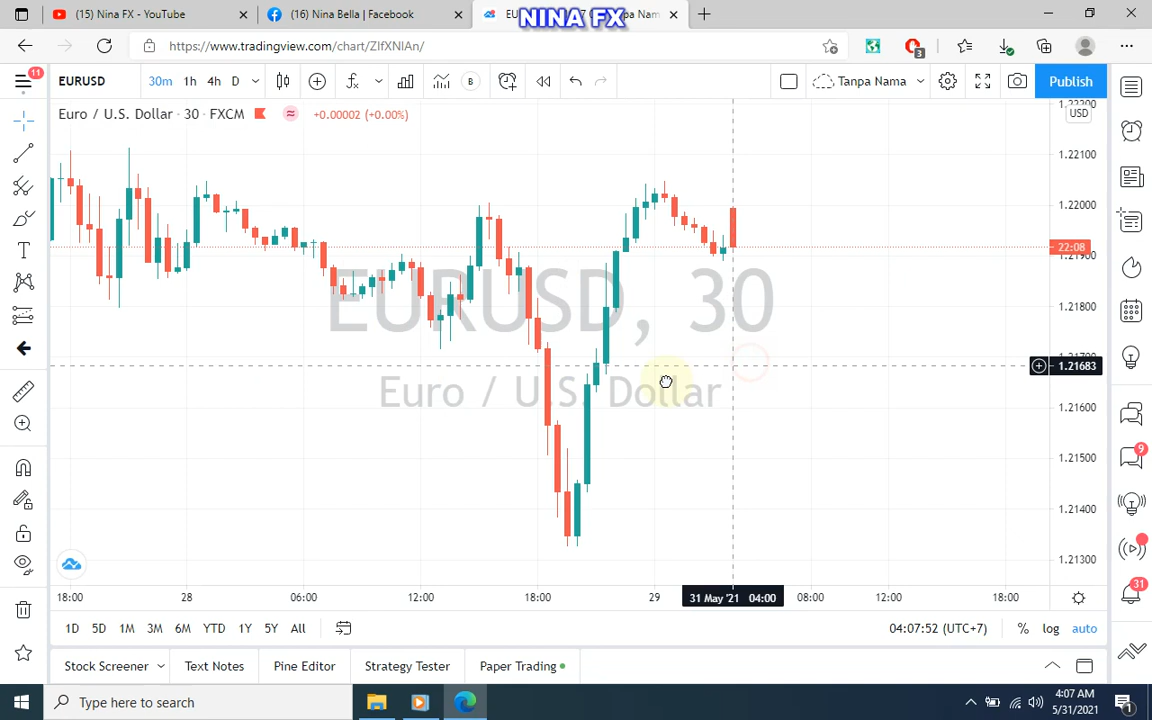 (15) Nina FX - YouTube
(16) Nina Bella | Facebook
NINA FX
https://www.tradingview.com/chart/ZIfXNIAn/
3
11
EURUSD
30m 1h 4h D
B
Tanpa Nama
Publish
Euro / U.S. Dollar · 30 · FXCM
≈
+0.00002 (+0.00%)
USD
1.22100
1.22000
22:08
1.21900
1.21800
1.21683
1.21600
1.21500
1.21400
1.21300
EURUSD, 30
Euro / U.S. Dollar
9
31
18:00 28 06:00 12:00 18:00 29 31 May '21 04:00 08:00 12:00 18:00
1D 5D 1M 3M 6M YTD 1Y 5Y All
04:07:52 (UTC+7) % log auto
Stock Screener Text Notes Pine Editor Strategy Tester Paper Trading
Type here to search
4:07 AM
5/31/2021
1